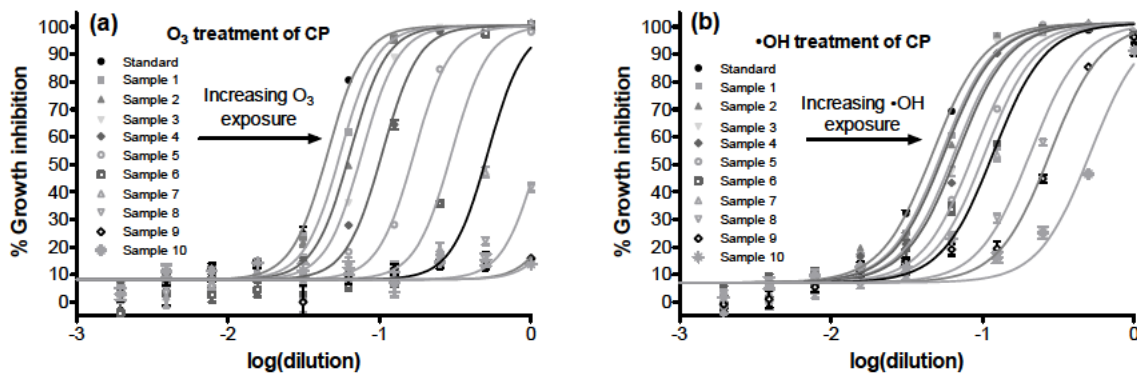 (a)
O₃ treatment of CP
Standard
Sample 1
Sample 2
Sample 3
Sample 4
Sample 5
Sample 6
Sample 7
Sample 8
Sample 9
Sample 10
Increasing O₃
exposure
% Growth inhibition
100
90
80
70
60
50
40
30
20
10
0
-3
-2
-1
0
log(dilution)
(b)
•OH treatment of CP
Standard
Sample 1
Sample 2
Sample 3
Sample 4
Sample 5
Sample 6
Sample 7
Sample 8
Sample 9
Sample 10
Increasing •OH
exposure
% Growth inhibition
100
90
80
70
60
50
40
30
20
10
0
-3
-2
-1
0
log(dilution)